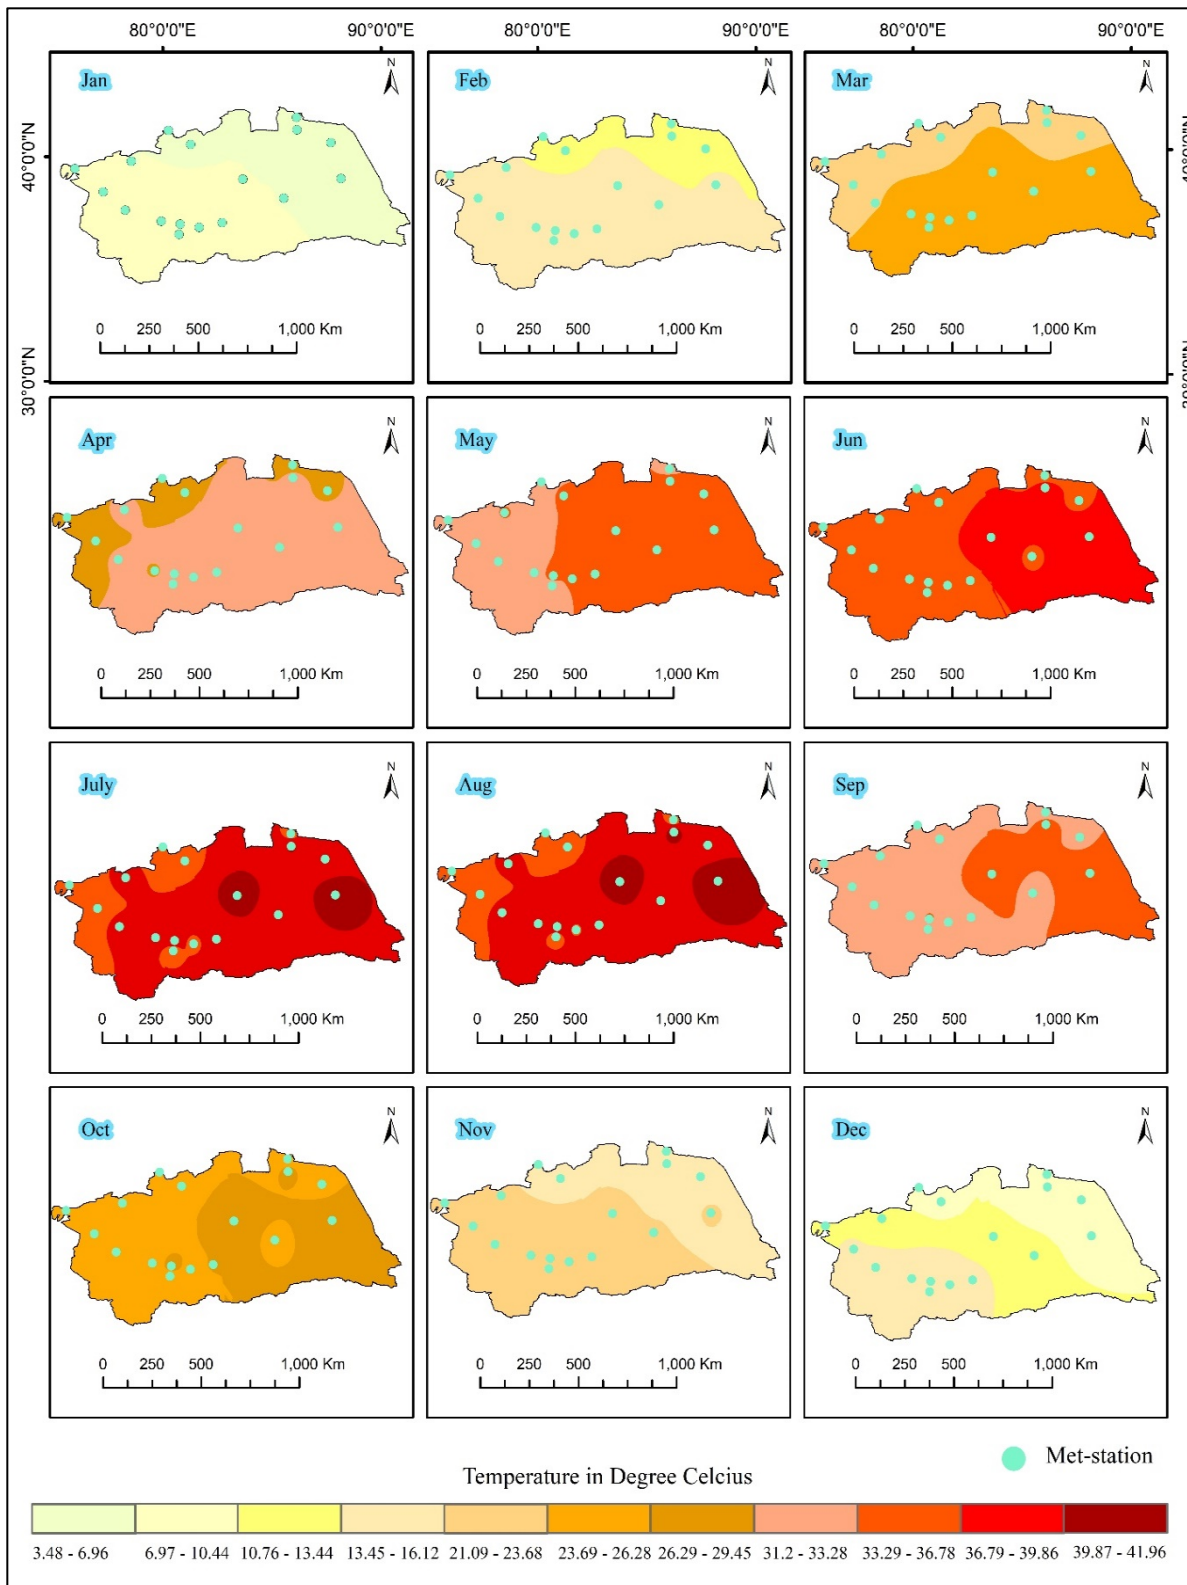 80°0'0"E 90°0'0"E 80°0'0"E 90°0'0"E 80°0'0"E 90°0'0"E
40°0'0"N
30°0'0"N
Jan
N
0 250 500 1,000 Km
Feb
N
0 250 500 1,000 Km
Mar
N
0 250 500 1,000 Km
40°0'0"N
30°0'0"N
Apr
N
0 250 500 1,000 Km
May
N
0 250 500 1,000 Km
Jun
N
0 250 500 1,000 Km
July
N
0 250 500 1,000 Km
Aug
N
0 250 500 1,000 Km
Sep
N
0 250 500 1,000 Km
Oct
N
0 250 500 1,000 Km
Nov
N
0 250 500 1,000 Km
Dec
N
0 250 500 1,000 Km
Met-station
Temperature in Degree Celcius
3.48 - 6.96 6.97 - 10.44 10.76 - 13.44 13.45 - 16.12 21.09 - 23.68 23.69 - 26.28 26.29 - 29.45 31.2 - 33.28 33.29 - 36.78 36.79 - 39.86 39.87 - 41.96